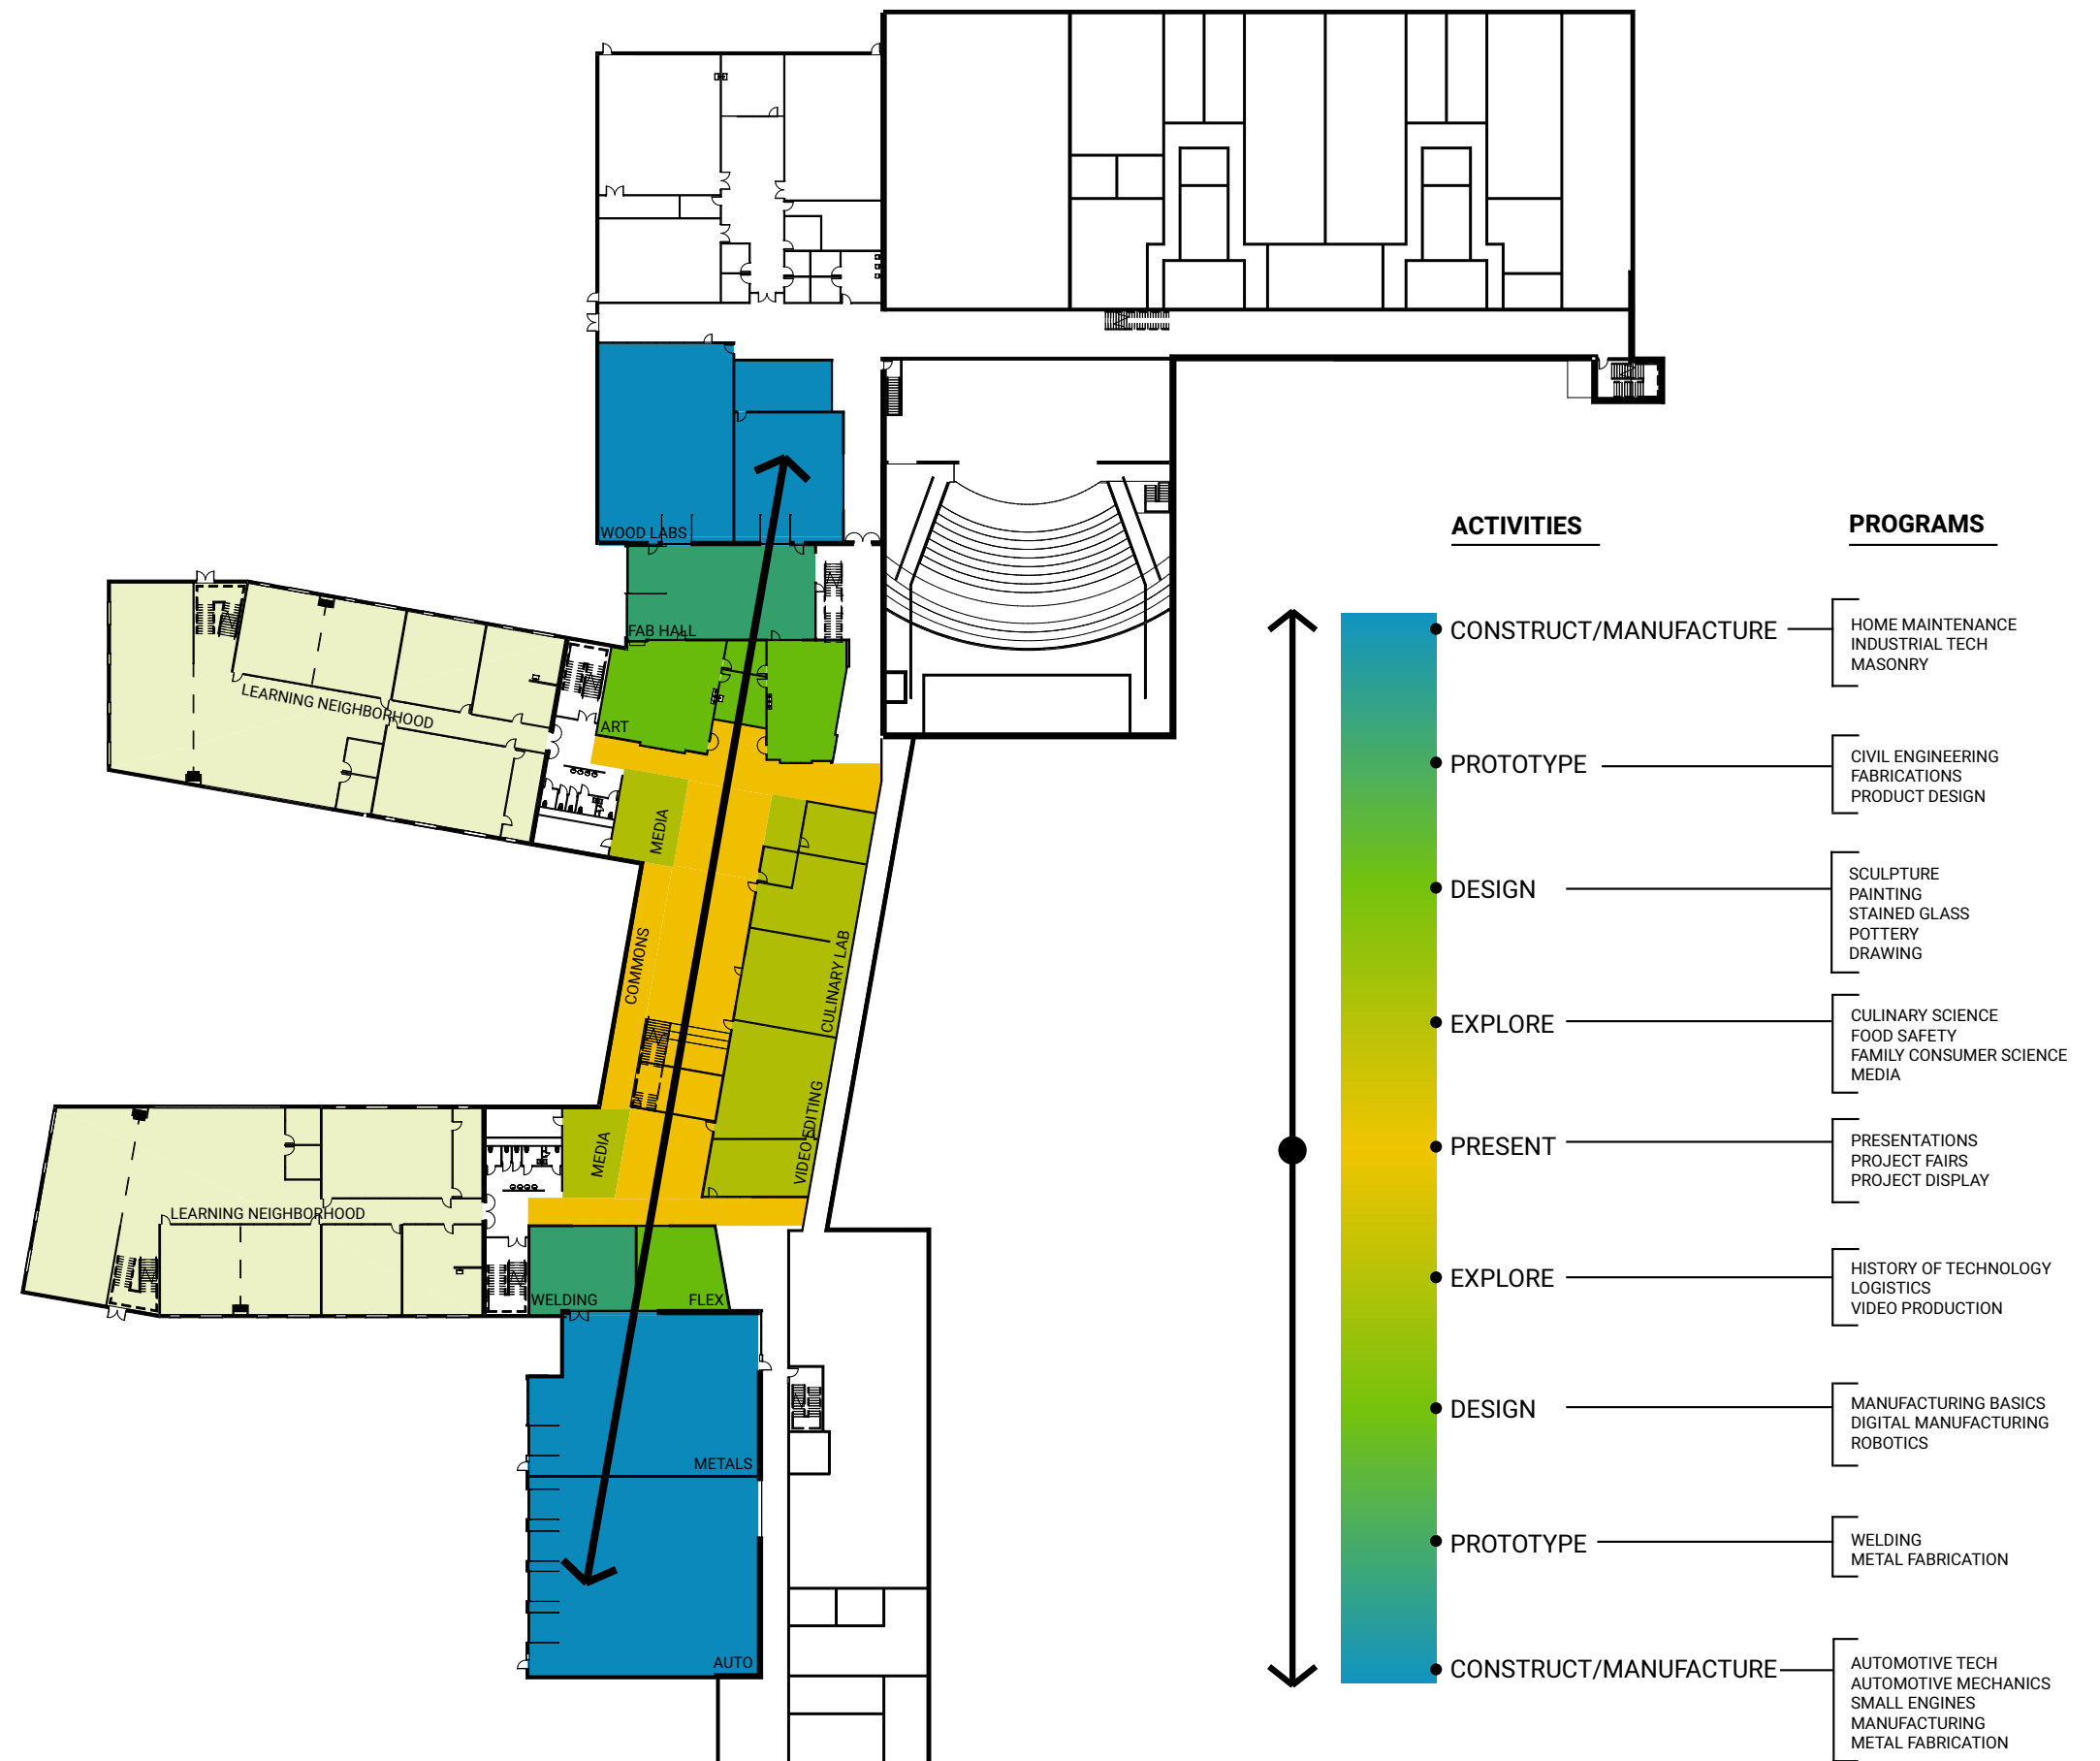 WOOD LABS
FAB HALL
LEARNING NEIGHBORHOOD
ART
MEDIA
COMMONS
CULINARY LAB
VIDEO EDITING
MEDIA
LEARNING NEIGHBORHOOD
WELDING
FLEX
METALS
AUTO
ACTIVITIES
PROGRAMS
CONSTRUCT/MANUFACTURE
HOME MAINTENANCE
INDUSTRIAL TECH
MASONRY
PROTOTYPE
CIVIL ENGINEERING
FABRICATIONS
PRODUCT DESIGN
DESIGN
SCULPTURE
PAINTING
STAINED GLASS
POTTERY
DRAWING
EXPLORE
CULINARY SCIENCE
FOOD SAFETY
FAMILY CONSUMER SCIENCE
MEDIA
PRESENT
PRESENTATIONS
PROJECT FAIRS
PROJECT DISPLAY
EXPLORE
HISTORY OF TECHNOLOGY
LOGISTICS
VIDEO PRODUCTION
DESIGN
MANUFACTURING BASICS
DIGITAL MANUFACTURING
ROBOTICS
PROTOTYPE
WELDING
METAL FABRICATION
CONSTRUCT/MANUFACTURE
AUTOMOTIVE TECH
AUTOMOTIVE MECHANICS
SMALL ENGINES
MANUFACTURING
METAL FABRICATION